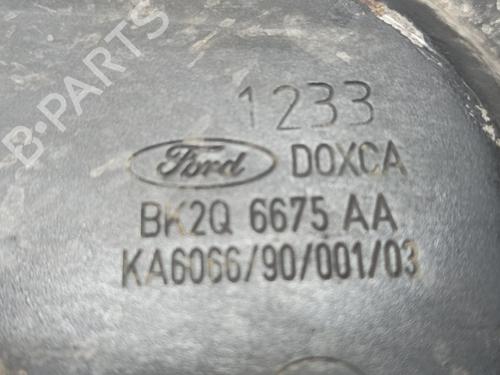 B-PARTS
1233
Ford DOXCA
BK2Q 6675 AA
KA6066/90/001/03